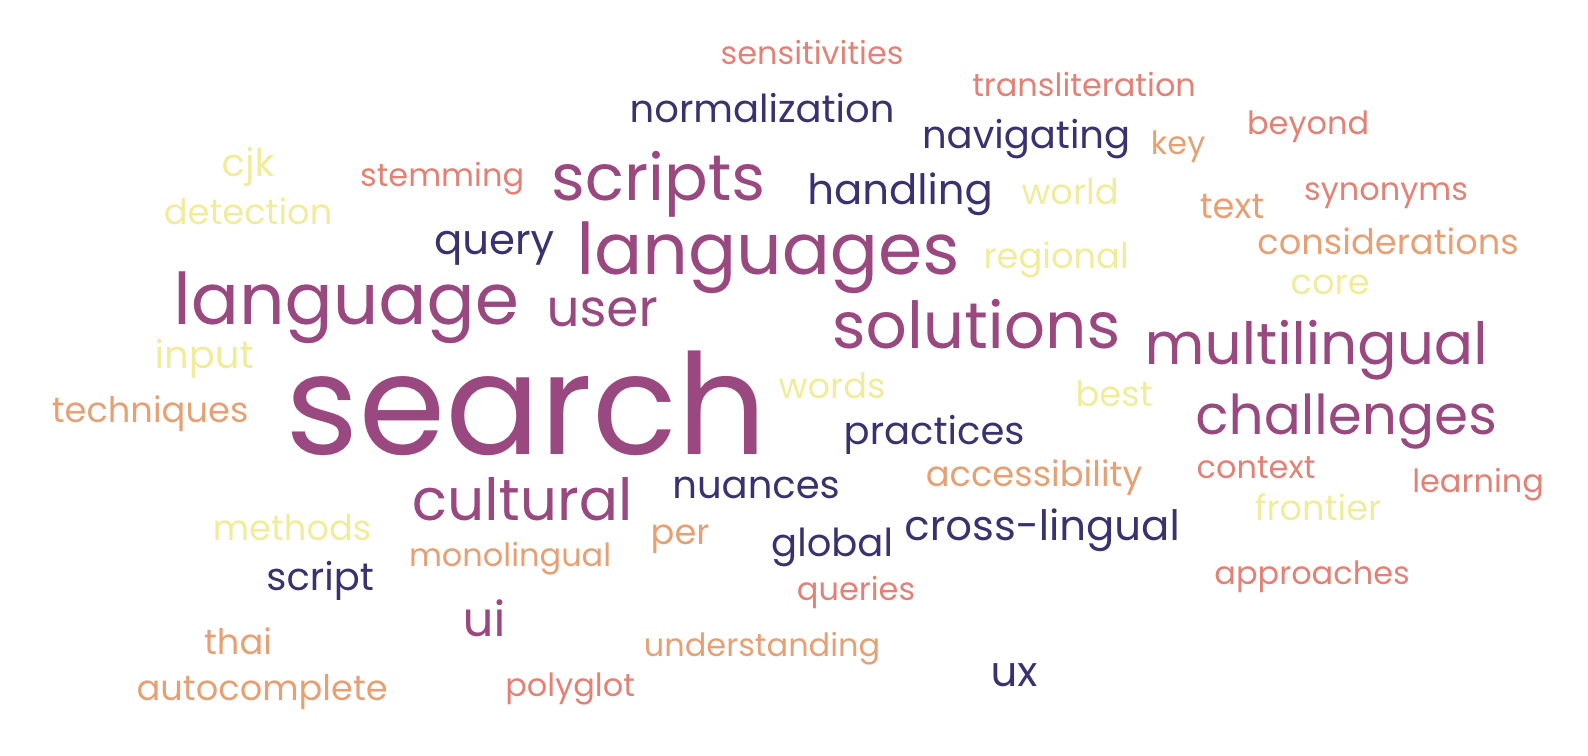 sensitivities
transliteration
normalization
beyond
navigating
key
cjk
stemming
scripts
handling
world
synonyms
text
detection
query
languages
regional
considerations
core
language
user
solutions
multilingual
input
search
words
best
techniques
challenges
practices
accessibility
context
learning
nuances
cultural
frontier
methods
per
cross-lingual
global
monolingual
script
queries
approaches
ui
thai
understanding
ux
autocomplete
polyglot